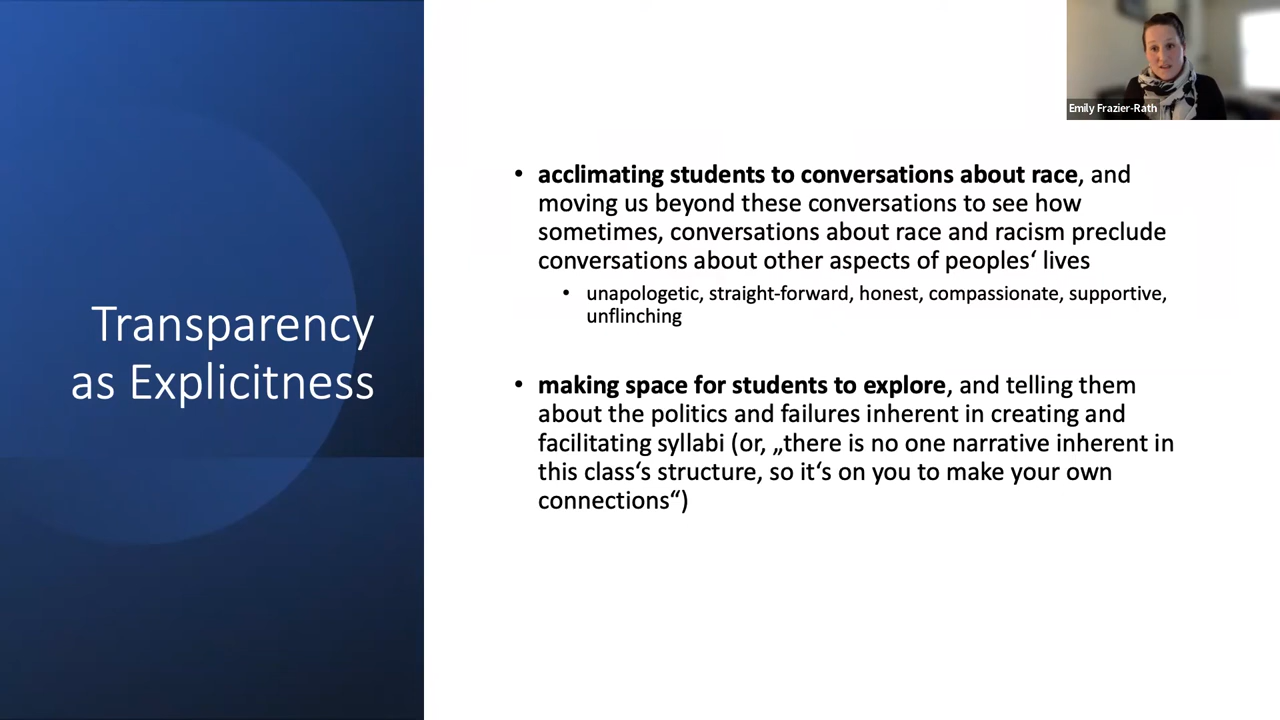 Emily Frazier-Rath
Transparency
as Explicitness
• acclimating students to conversations about race, and
moving us beyond these conversations to see how
sometimes, conversations about race and racism preclude
conversations about other aspects of peoples‘ lives
• unapologetic, straight-forward, honest, compassionate, supportive,
unflinching
• making space for students to explore, and telling them
about the politics and failures inherent in creating and
facilitating syllabi (or, „there is no one narrative inherent in
this class‘s structure, so it‘s on you to make your own
connections“)